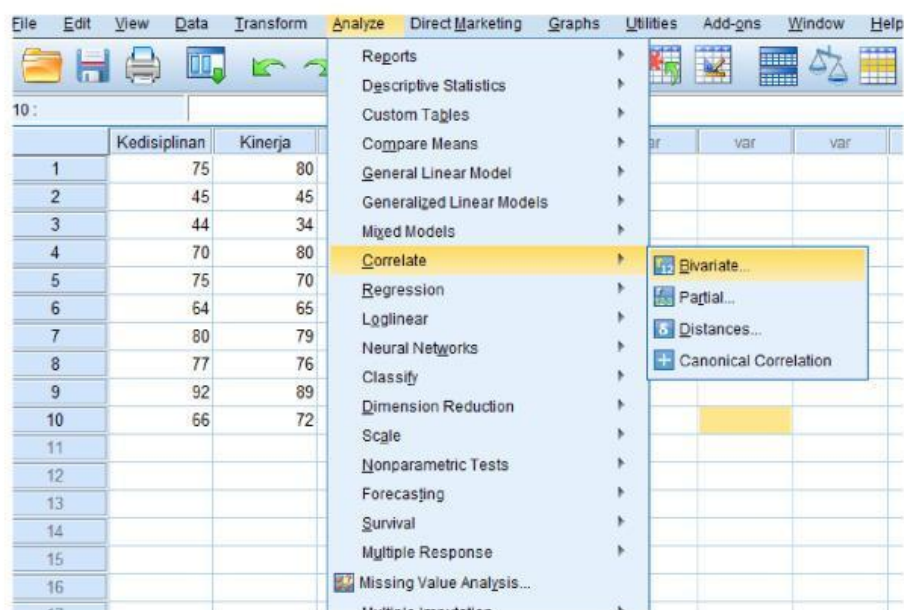 File Edit View Data Transform Analyze Direct Marketing Graphs Utilities Add-ons Window Help
10 :
Kedisiplinan Kinerja var var
1 75 80
2 45 45
3 44 34
4 70 80
5 75 70
6 64 65
7 80 79
8 77 76
9 92 89
10 66 72
11
12
13
14
15
16
Reports
Descriptive Statistics
Custom Tables
Compare Means
General Linear Model
Generalized Linear Models
Mixed Models
Correlate
Regression
Loglinear
Neural Networks
Classify
Dimension Reduction
Scale
Nonparametric Tests
Forecasting
Survival
Multiple Response
Missing Value Analysis...
Multiple Imputation
Bivariate...
Partial...
Distances...
Canonical Correlation